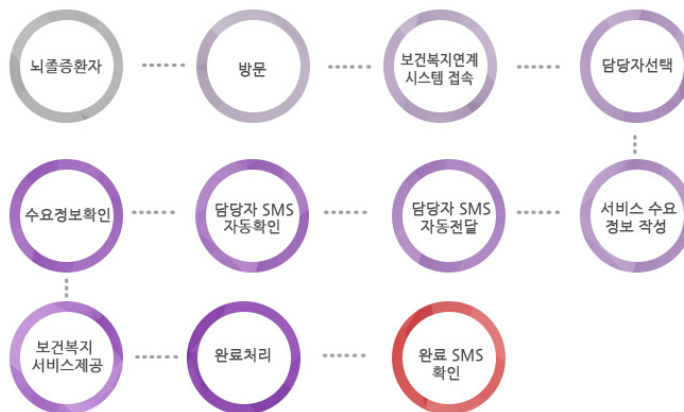 뇌졸증환자
방문
보건복지연계
시스템 접속
담당자선택
서비스 수요
정보 작성
담당자 SMS
자동전달
담당자 SMS
자동확인
수요정보확인
보건복지
서비스제공
완료처리
완료 SMS
확인